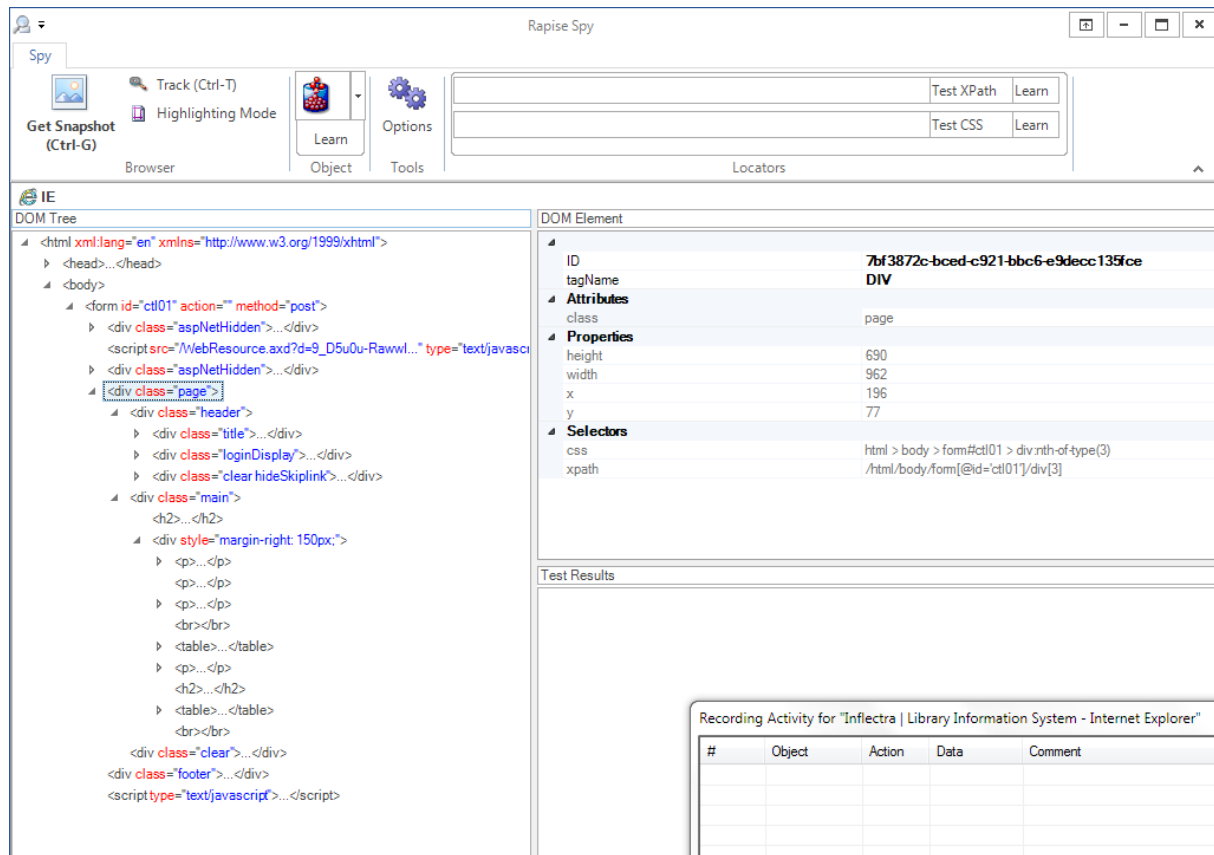 Rapise Spy
Spy
Get Snapshot
(Ctrl-G)
Track (Ctrl-T)
Highlighting Mode
Browser
Learn
Object
Options
Tools
Test XPath Learn
Test CSS Learn
Locators
IE
DOM Tree
<html xml:lang="en" xmlns="http://www.w3.org/1999/xhtml">
<head>...</head>
<body>
<form id="ctl01" action="" method="post">
<div class="aspNetHidden">...</div>
<script src="/WebResource.axd?d=9_D5u0u-RawwI..." type="text/javascr
<div class="aspNetHidden">...</div>
<div class="page">
<div class="header">
<div class="title">...</div>
<div class="loginDisplay">...</div>
<div class="clear hideSkiplink">...</div>
<div class="main">
<h2>...</h2>
<div style="margin-right: 150px;">
<p>...</p>
<p>...</p>
<p>...</p>
<br></br>
<table>...</table>
<p>...</p>
<h2>...</h2>
<table>...</table>
<br></br>
<div class="clear">...</div>
<div class="footer">...</div>
<script type="text/javascript">...</script>
DOM Element
ID 7bf3872c-bced-c921-bbc6-e9decc135fce
tagName DIV
Attributes
class page
Properties
height 690
width 962
x 196
y 77
Selectors
css html > body > form#ctl01 > div:nth-of-type(3)
xpath /html/body/form[@id='ctl01']/div[3]
Test Results
Recording Activity for "Inflectra | Library Information System - Internet Explorer"
# Object Action Data Comment